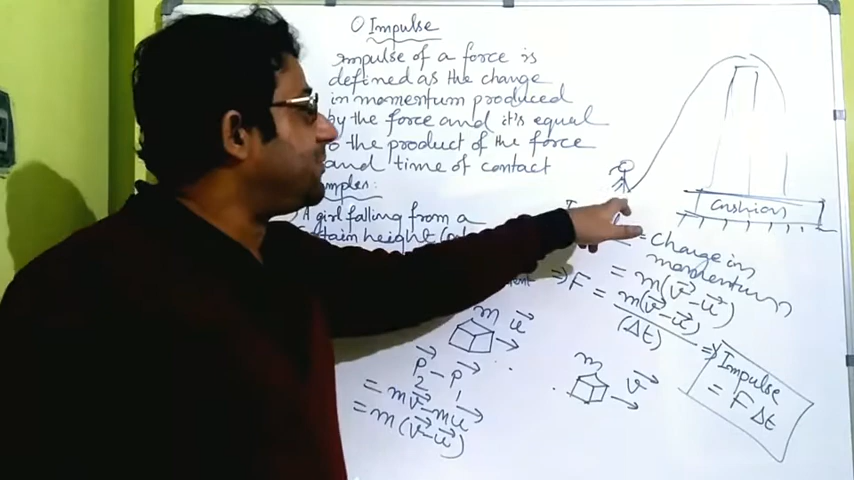 Impulse
Impulse of a force is
defined as the change
in momentum produced
by the force and it's equal
to the product of the force
and time of contact
A girl falling from a
height
cushion
= Change in
momentum
= m(v⃗-u⃗)
⇒ F = m(v⃗-u⃗)
(Δt)
⇒ Impulse
= F Δt
m u⃗
P⃗2 - P⃗1
= mv⃗ - mu⃗
= m(v⃗-u⃗)
m
v⃗